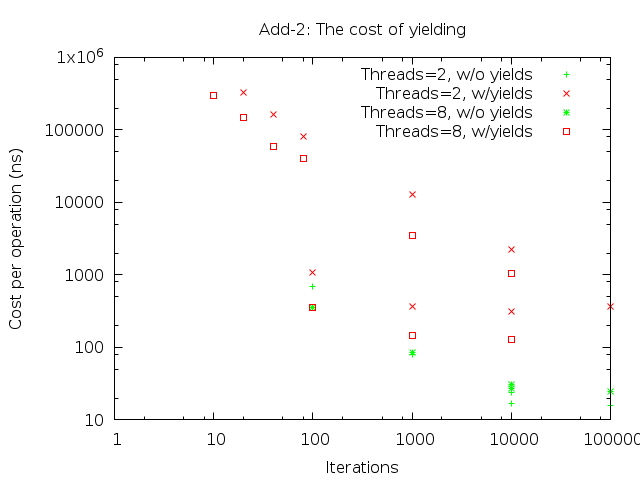 Add-2: The cost of yielding
Cost per operation (ns)
1x10⁶
100000
10000
1000
100
10
Threads=2, w/o yields
Threads=2, w/yields
Threads=8, w/o yields
Threads=8, w/yields
1
10
100
1000
10000
100000
Iterations